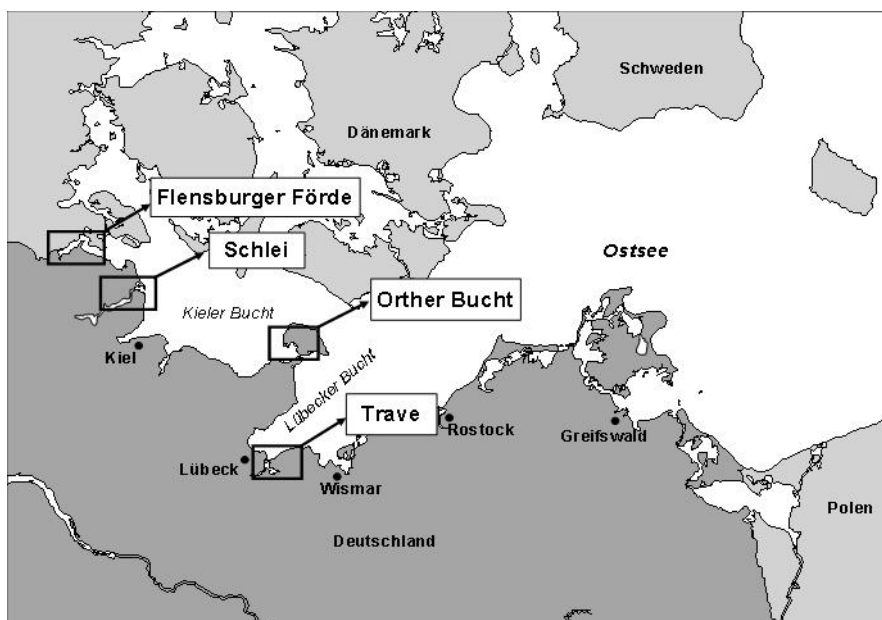 Schweden
Dänemark
Flensburger Förde
Schlei
Ostsee
Orther Bucht
Kieler Bucht
Kiel
Lübecker Bucht
Trave
Rostock
Greifswald
Lübeck
Wismar
Polen
Deutschland